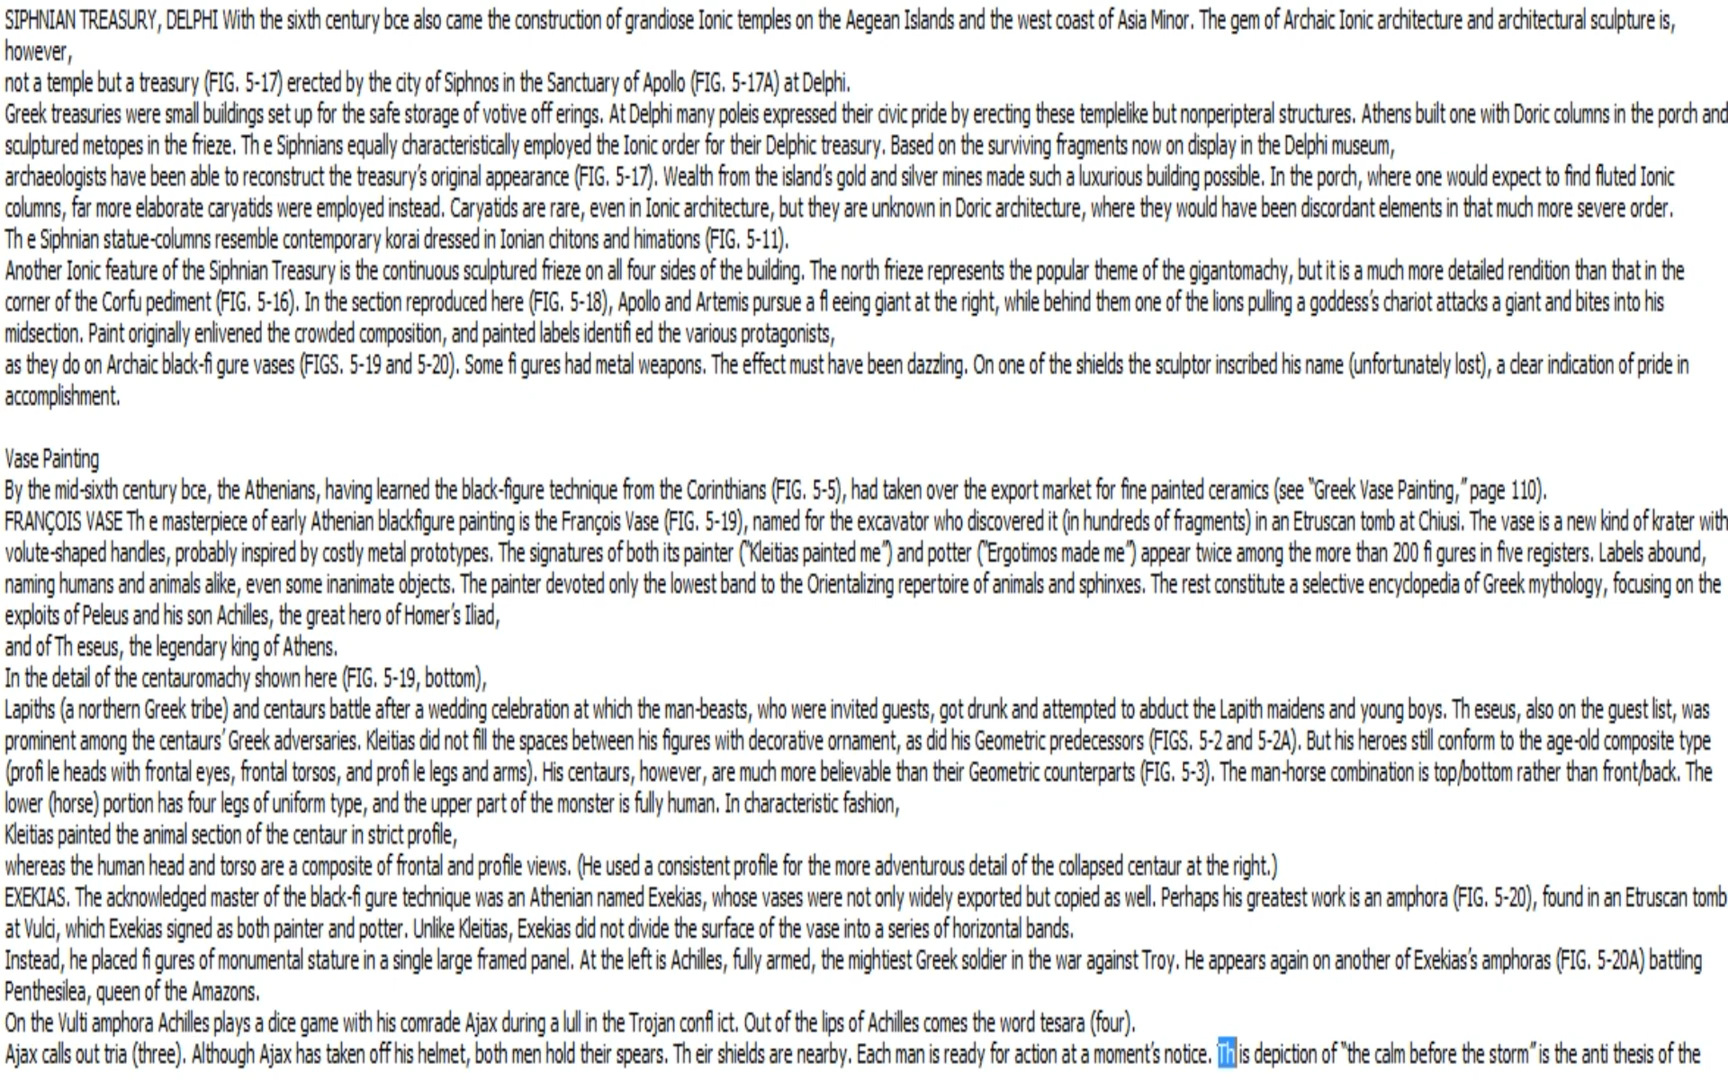 SIPHNIAN TREASURY, DELPHI With the sixth century bce also came the construction of grandiose Ionic temples on the Aegean Islands and the west coast of Asia Minor. The gem of Archaic Ionic architecture and architectural sculpture is,
however,
not a temple but a treasury (FIG. 5-17) erected by the city of Siphnos in the Sanctuary of Apollo (FIG. 5-17A) at Delphi.
Greek treasuries were small buildings set up for the safe storage of votive off erings. At Delphi many poleis expressed their civic pride by erecting these templelike but nonperipteral structures. Athens built one with Doric columns in the porch and
sculptured metopes in the frieze. Th e Siphnians equally characteristically employed the Ionic order for their Delphic treasury. Based on the surviving fragments now on display in the Delphi museum,
archaeologists have been able to reconstruct the treasury's original appearance (FIG. 5-17). Wealth from the island's gold and silver mines made such a luxurious building possible. In the porch, where one would expect to find fluted Ionic
columns, far more elaborate caryatids were employed instead. Caryatids are rare, even in Ionic architecture, but they are unknown in Doric architecture, where they would have been discordant elements in that much more severe order.
Th e Siphnian statue-columns resemble contemporary korai dressed in Ionian chitons and himations (FIG. 5-11).
Another Ionic feature of the Siphnian Treasury is the continuous sculptured frieze on all four sides of the building. The north frieze represents the popular theme of the gigantomachy, but it is a much more detailed rendition than that in the
corner of the Corfu pediment (FIG. 5-16). In the section reproduced here (FIG. 5-18), Apollo and Artemis pursue a fl eeing giant at the right, while behind them one of the lions pulling a goddess's chariot attacks a giant and bites into his
midsection. Paint originally enlivened the crowded composition, and painted labels identifi ed the various protagonists,
as they do on Archaic black-fi gure vases (FIGS. 5-19 and 5-20). Some fi gures had metal weapons. The effect must have been dazzling. On one of the shields the sculptor inscribed his name (unfortunately lost), a clear indication of pride in
accomplishment.
Vase Painting
By the mid-sixth century bce, the Athenians, having learned the black-figure technique from the Corinthians (FIG. 5-5), had taken over the export market for fine painted ceramics (see "Greek Vase Painting," page 110).
FRANÇOIS VASE Th e masterpiece of early Athenian blackfigure painting is the François Vase (FIG. 5-19), named for the excavator who discovered it (in hundreds of fragments) in an Etruscan tomb at Chiusi. The vase is a new kind of krater with
volute-shaped handles, probably inspired by costly metal prototypes. The signatures of both its painter ("Kleitias painted me") and potter ("Ergotimos made me") appear twice among the more than 200 fi gures in five registers. Labels abound,
naming humans and animals alike, even some inanimate objects. The painter devoted only the lowest band to the Orientalizing repertoire of animals and sphinxes. The rest constitute a selective encyclopedia of Greek mythology, focusing on the
exploits of Peleus and his son Achilles, the great hero of Homer's Iliad,
and of Th eseus, the legendary king of Athens.
In the detail of the centauromachy shown here (FIG. 5-19, bottom),
Lapiths (a northern Greek tribe) and centaurs battle after a wedding celebration at which the man-beasts, who were invited guests, got drunk and attempted to abduct the Lapith maidens and young boys. Th eseus, also on the guest list, was
prominent among the centaurs' Greek adversaries. Kleitias did not fill the spaces between his figures with decorative ornament, as did his Geometric predecessors (FIGS. 5-2 and 5-2A). But his heroes still conform to the age-old composite type
(profi le heads with frontal eyes, frontal torsos, and profi le legs and arms). His centaurs, however, are much more believable than their Geometric counterparts (FIG. 5-3). The man-horse combination is top/bottom rather than front/back. The
lower (horse) portion has four legs of uniform type, and the upper part of the monster is fully human. In characteristic fashion,
Kleitias painted the animal section of the centaur in strict profile,
whereas the human head and torso are a composite of frontal and profile views. (He used a consistent profile for the more adventurous detail of the collapsed centaur at the right.)
EXEKIAS. The acknowledged master of the black-fi gure technique was an Athenian named Exekias, whose vases were not only widely exported but copied as well. Perhaps his greatest work is an amphora (FIG. 5-20), found in an Etruscan tomb
at Vulci, which Exekias signed as both painter and potter. Unlike Kleitias, Exekias did not divide the surface of the vase into a series of horizontal bands.
Instead, he placed fi gures of monumental stature in a single large framed panel. At the left is Achilles, fully armed, the mightiest Greek soldier in the war against Troy. He appears again on another of Exekias's amphoras (FIG. 5-20A) battling
Penthesilea, queen of the Amazons.
On the Vulti amphora Achilles plays a dice game with his comrade Ajax during a lull in the Trojan confl ict. Out of the lips of Achilles comes the word tesara (four).
Ajax calls out tria (three). Although Ajax has taken off his helmet, both men hold their spears. Th eir shields are nearby. Each man is ready for action at a moment's notice. Th is depiction of "the calm before the storm" is the anti thesis of the